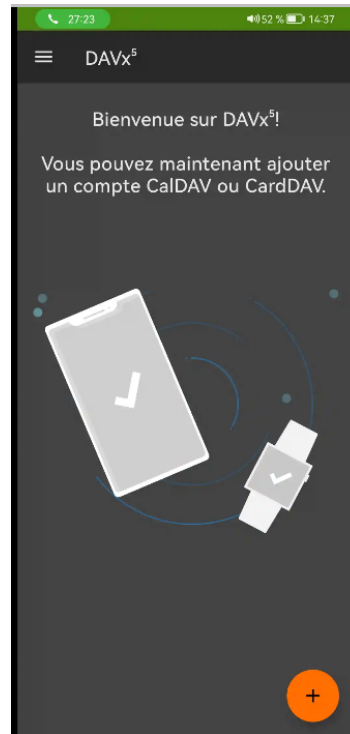 27:23
52 % 14:37
DAVx⁵
Bienvenue sur DAVx⁵!
Vous pouvez maintenant ajouter
un compte CalDAV ou CardDAV.
+